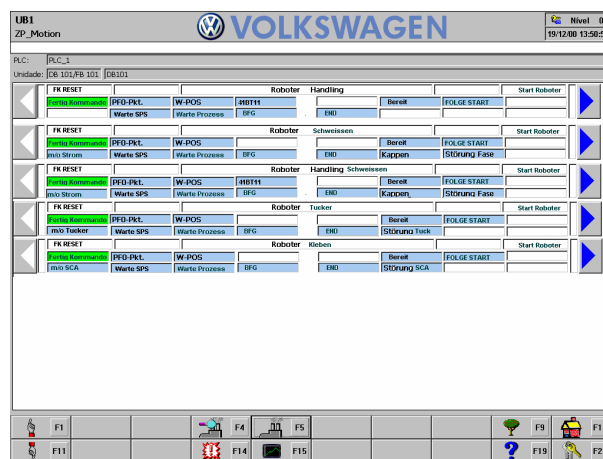 UB1
ZP_Motion
VOLKSWAGEN
Nível 0
19/12/00 13:50:5
PLC: PLC_1
Unidade: DB 101/FB 101 DB101
FK RESET Roboter Handling Start Roboter
Fertig Kommando PFO-Pkt. W-POS 41BT11 Bereit FOLGE START
Warte SPS Warte Prozess BFG END
FK RESET Roboter Schweissen Start Roboter
Fertig Kommando PFO-Pkt. W-POS Bereit FOLGE START
m/o Strom Warte SPS Warte Prozess BFG END Kappen Störung Fase
FK RESET Roboter Handling Schweissen Start Roboter
Fertig Kommando PFO-Pkt. W-POS 41BT11 Bereit FOLGE START
m/o Strom Warte SPS Warte Prozess BFG END Kappen Störung Fase
FK RESET Roboter Tucker Start Roboter
Fertig Kommando PFO-Pkt. W-POS Bereit FOLGE START
m/o Tucker Warte SPS Warte Prozess BFG END Störung Tuck
FK RESET Roboter Kleben Start Roboter
Fertig Kommando PFO-Pkt. W-POS Bereit FOLGE START
m/o SCA Warte SPS Warte Prozess BFG END Störung SCA
F1 F4 F5 F9 F1
F11 F14 F15 F19 F2